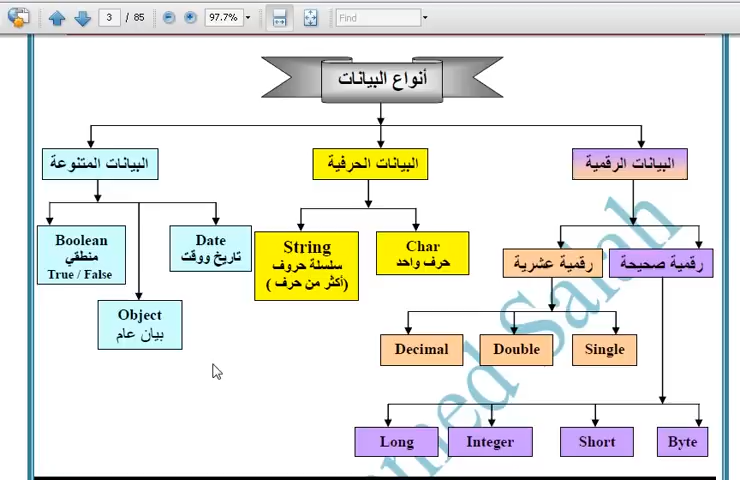 3 / 85
97.7%
Find
أنواع البيانات
البيانات الرقمية
البيانات الحرفية
البيانات المتنوعة
رقمية صحيحة
رقمية عشرية
Char
حرف واحد
String
سلسلة حروف
(أكثر من حرف )
Date
تاريخ ووقت
Boolean
منطقي
True / False
Object
بيان عام
Single
Double
Decimal
Byte
Short
Integer
Long
med Salah